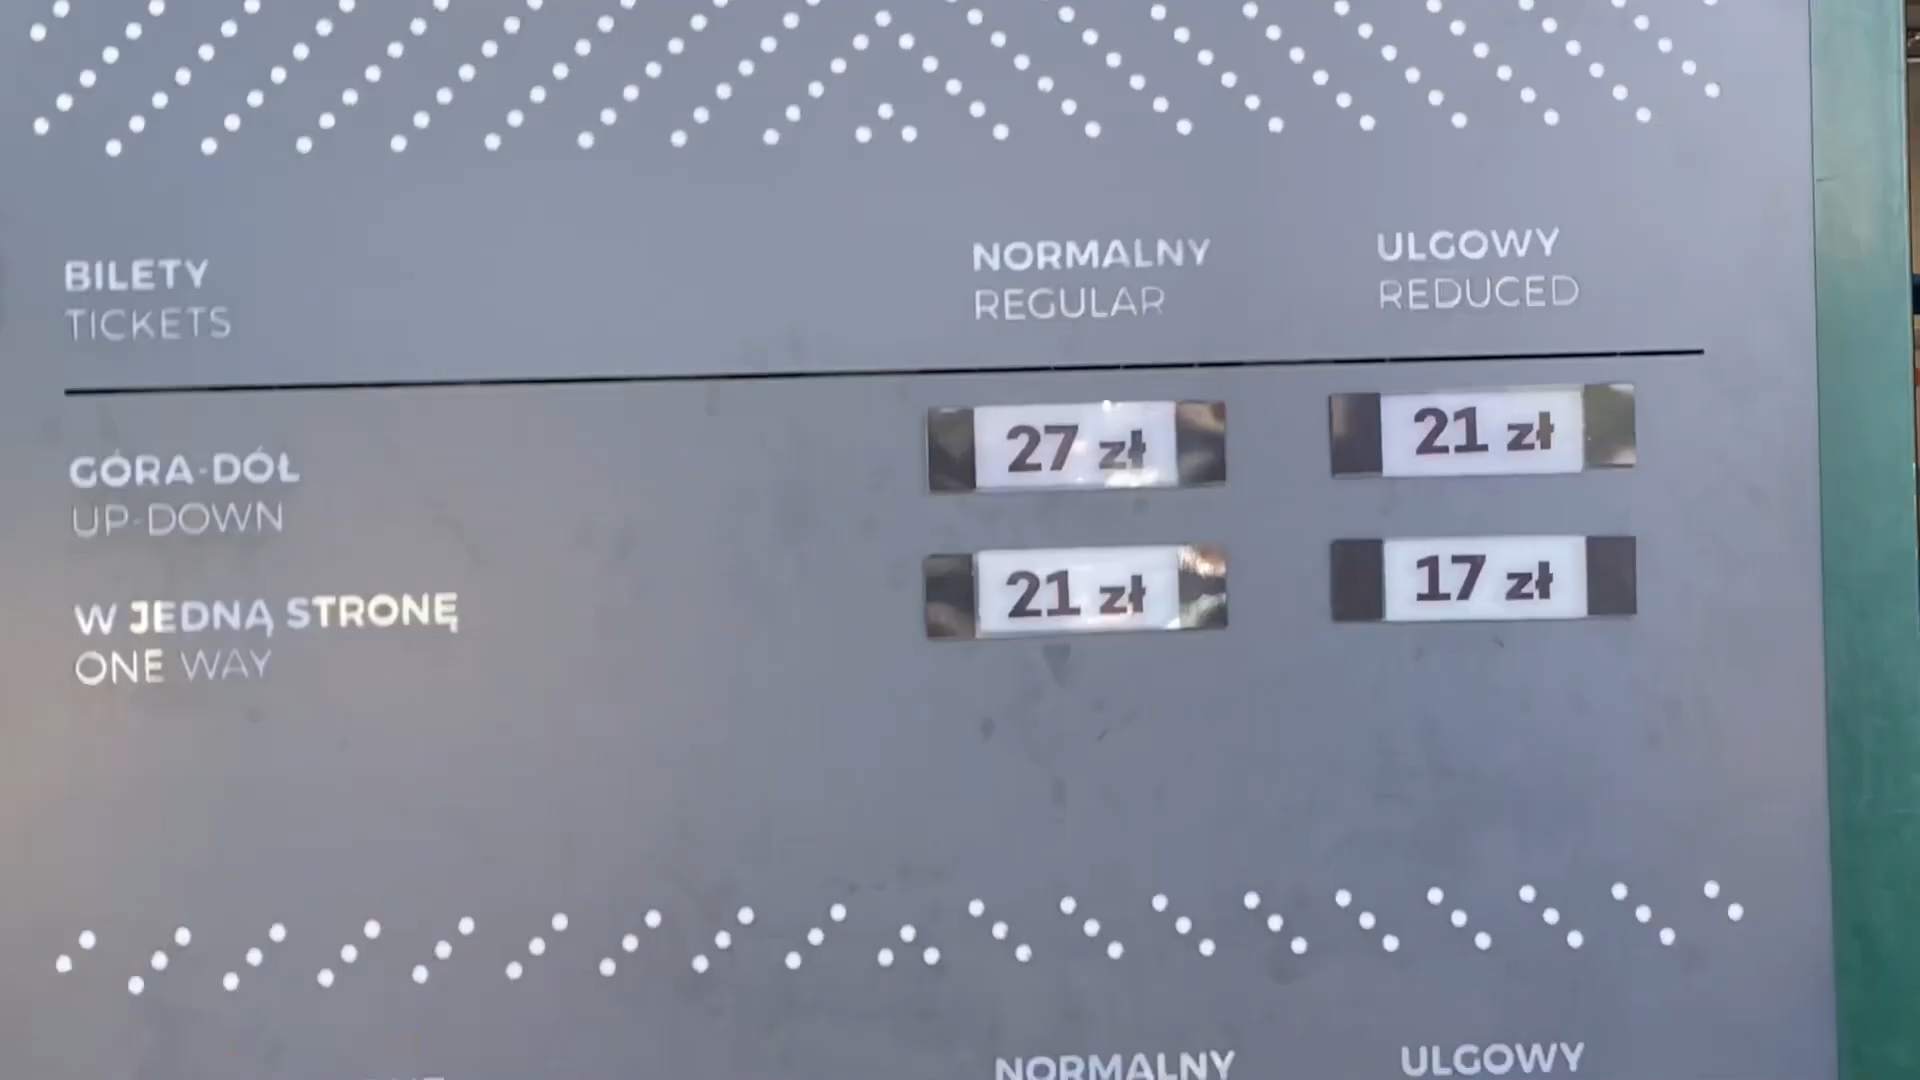 BILETY
TICKETS
NORMALNY
REGULAR
ULGOWY
REDUCED
GÓRA-DÓŁ
UP-DOWN
27 zł
21 zł
W JEDNĄ STRONĘ
ONE WAY
21 zł
17 zł
NORMALNY
ULGOWY